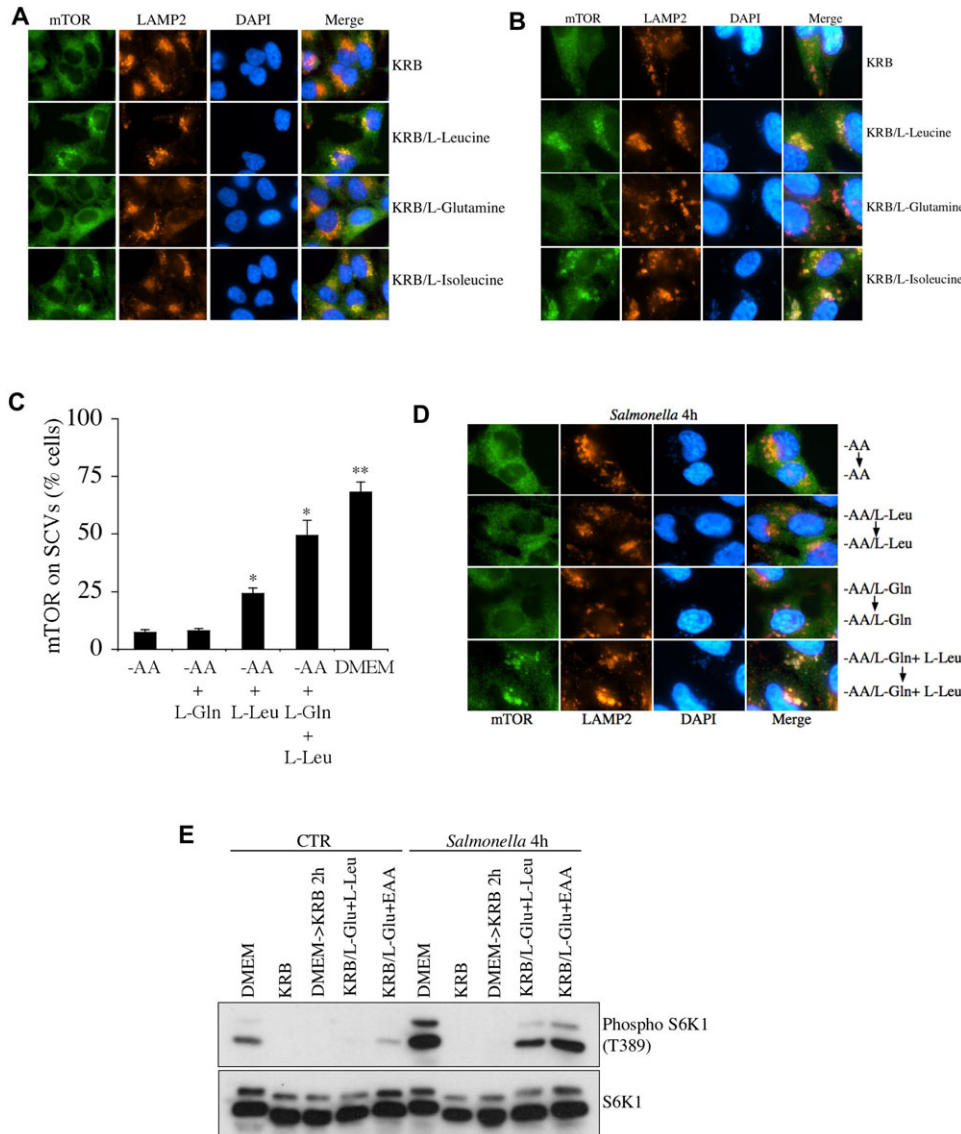 A
mTOR LAMP2 DAPI Merge
KRB
KRB/L-Leucine
KRB/L-Glutamine
KRB/L-Isoleucine
B
mTOR LAMP2 DAPI Merge
KRB
KRB/L-Leucine
KRB/L-Glutamine
KRB/L-Isoleucine
C
mTOR on SCVs (% cells)
100
75
50
25
0
*
*
**
-AA -AA -AA -AA DMEM
+ + +
L-Gln L-Leu L-Gln
+
L-Leu
D
Salmonella 4h
-AA
-AA
-AA/L-Leu
-AA/L-Leu
-AA/L-Gln
-AA/L-Gln
-AA/L-Gln+ L-Leu
-AA/L-Gln+ L-Leu
mTOR LAMP2 DAPI Merge
E
CTR Salmonella 4h
DMEM
KRB
DMEM->KRB 2h
KRB/L-Glu+L-Leu
KRB/L-Glu+EAA
DMEM
KRB
DMEM->KRB 2h
KRB/L-Glu+L-Leu
KRB/L-Glu+EAA
Phospho S6K1
(T389)
S6K1